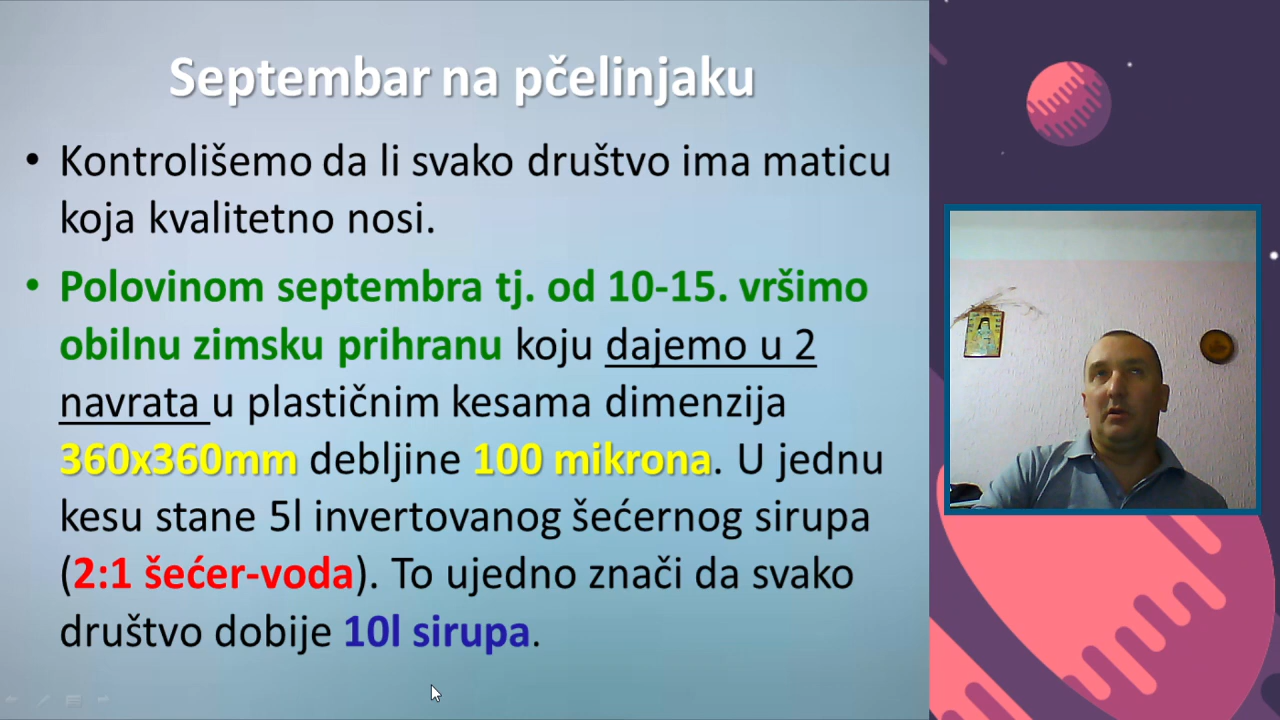 Septembar na pčelinjaku
• Kontrolišemo da li svako društvo ima maticu
koja kvalitetno nosi.
• Polovinom septembra tj. od 10-15. vršimo
obilnu zimsku prihranu koju dajemo u 2
navrata u plastičnim kesama dimenzija
360x360mm debljine 100 mikrona. U jednu
kesu stane 5l invertovanog šećernog sirupa
(2:1 šećer-voda). To ujedno znači da svako
društvo dobije 10l sirupa.